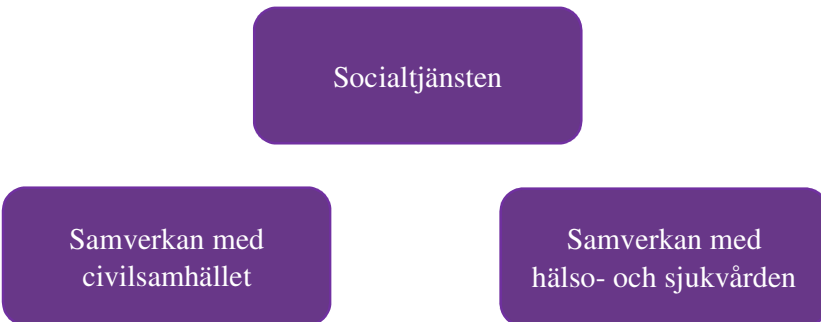 Socialtjänsten
Samverkan med
civilsamhället
Samverkan med
hälso- och sjukvården